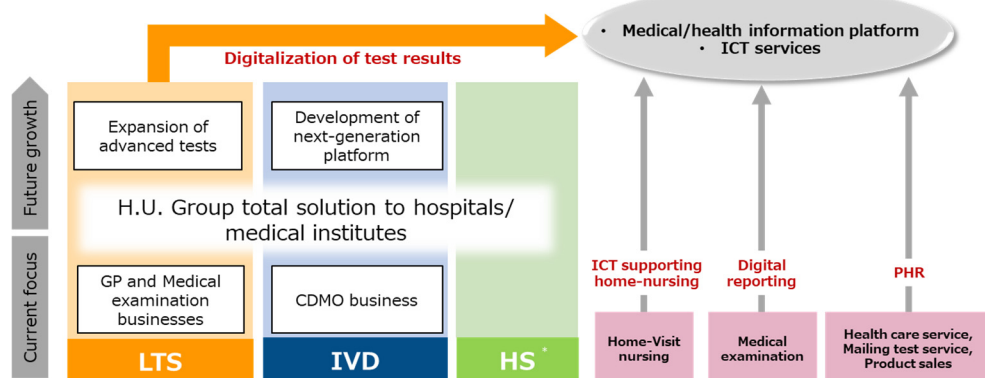 • Medical/health information platform
• ICT services
Digitalization of test results
Future growth
Current focus
Expansion of
advanced tests
Development of
next-generation
platform
H.U. Group total solution to hospitals/
medical institutes
GP and Medical
examination
businesses
CDMO business
LTS
IVD
HS *
ICT supporting
home-nursing
Digital
reporting
PHR
Home-Visit
nursing
Medical
examination
Health care service,
Mailing test service,
Product sales